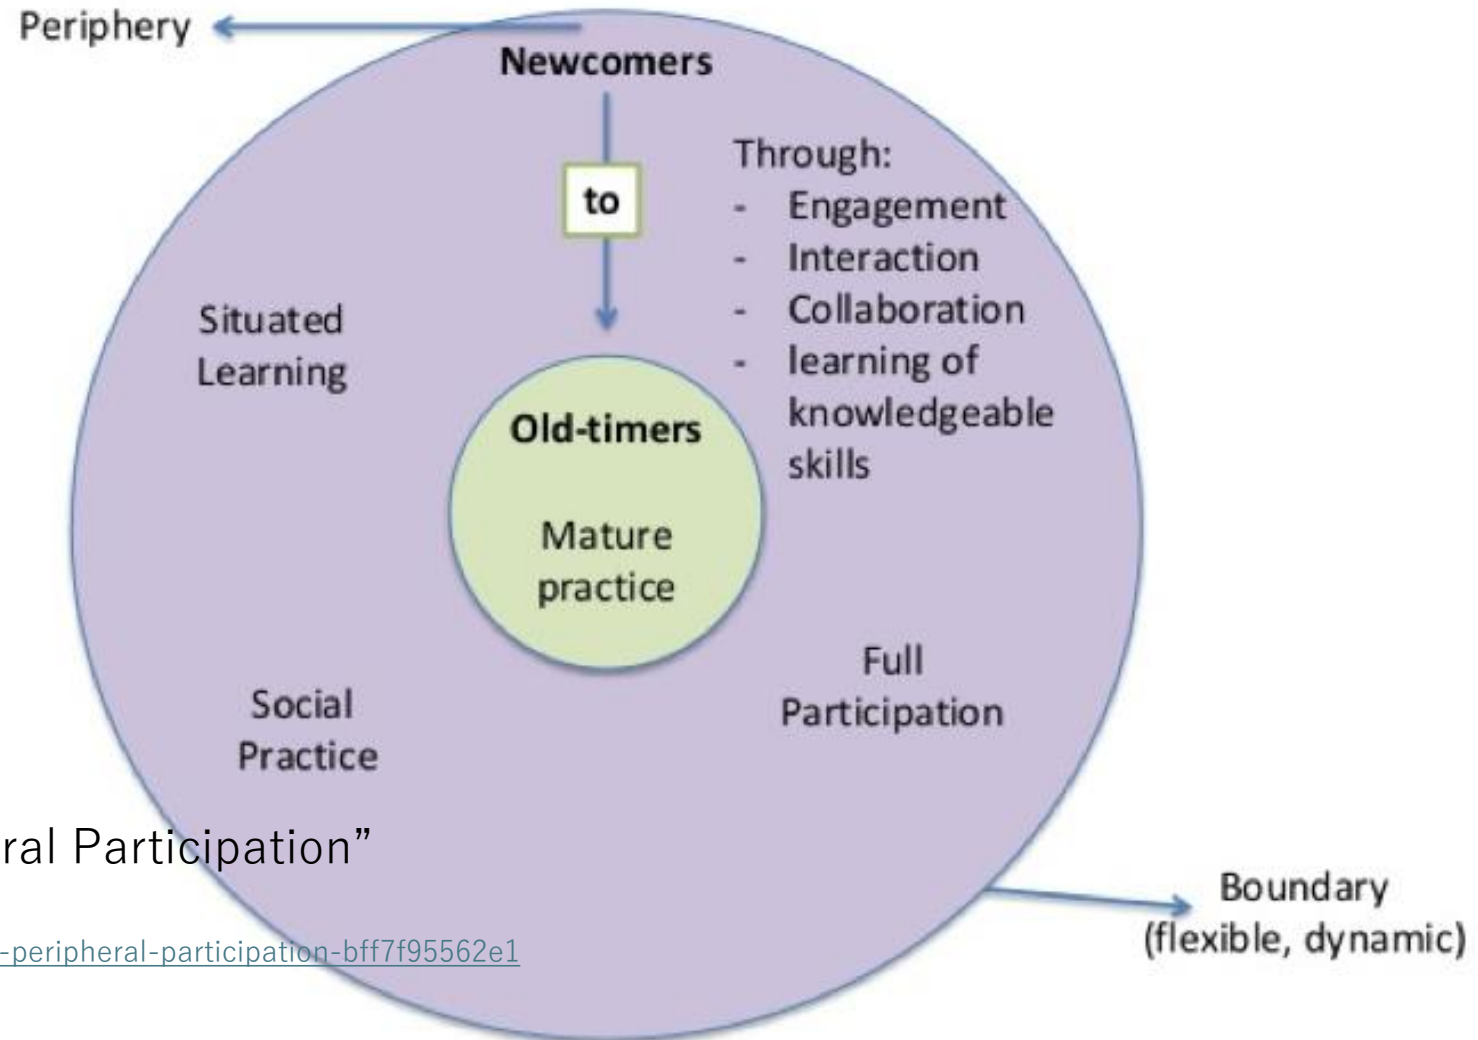 Periphery
Newcomers
to
Through:
- Engagement
- Interaction
- Collaboration
- learning of
knowledgeable
skills
Situated
Learning
Old-timers
Mature
practice
Full
Participation
Social
Practice
ral Participation”
-peripheral-participation-bff7f95562e1
Boundary
(flexible, dynamic)